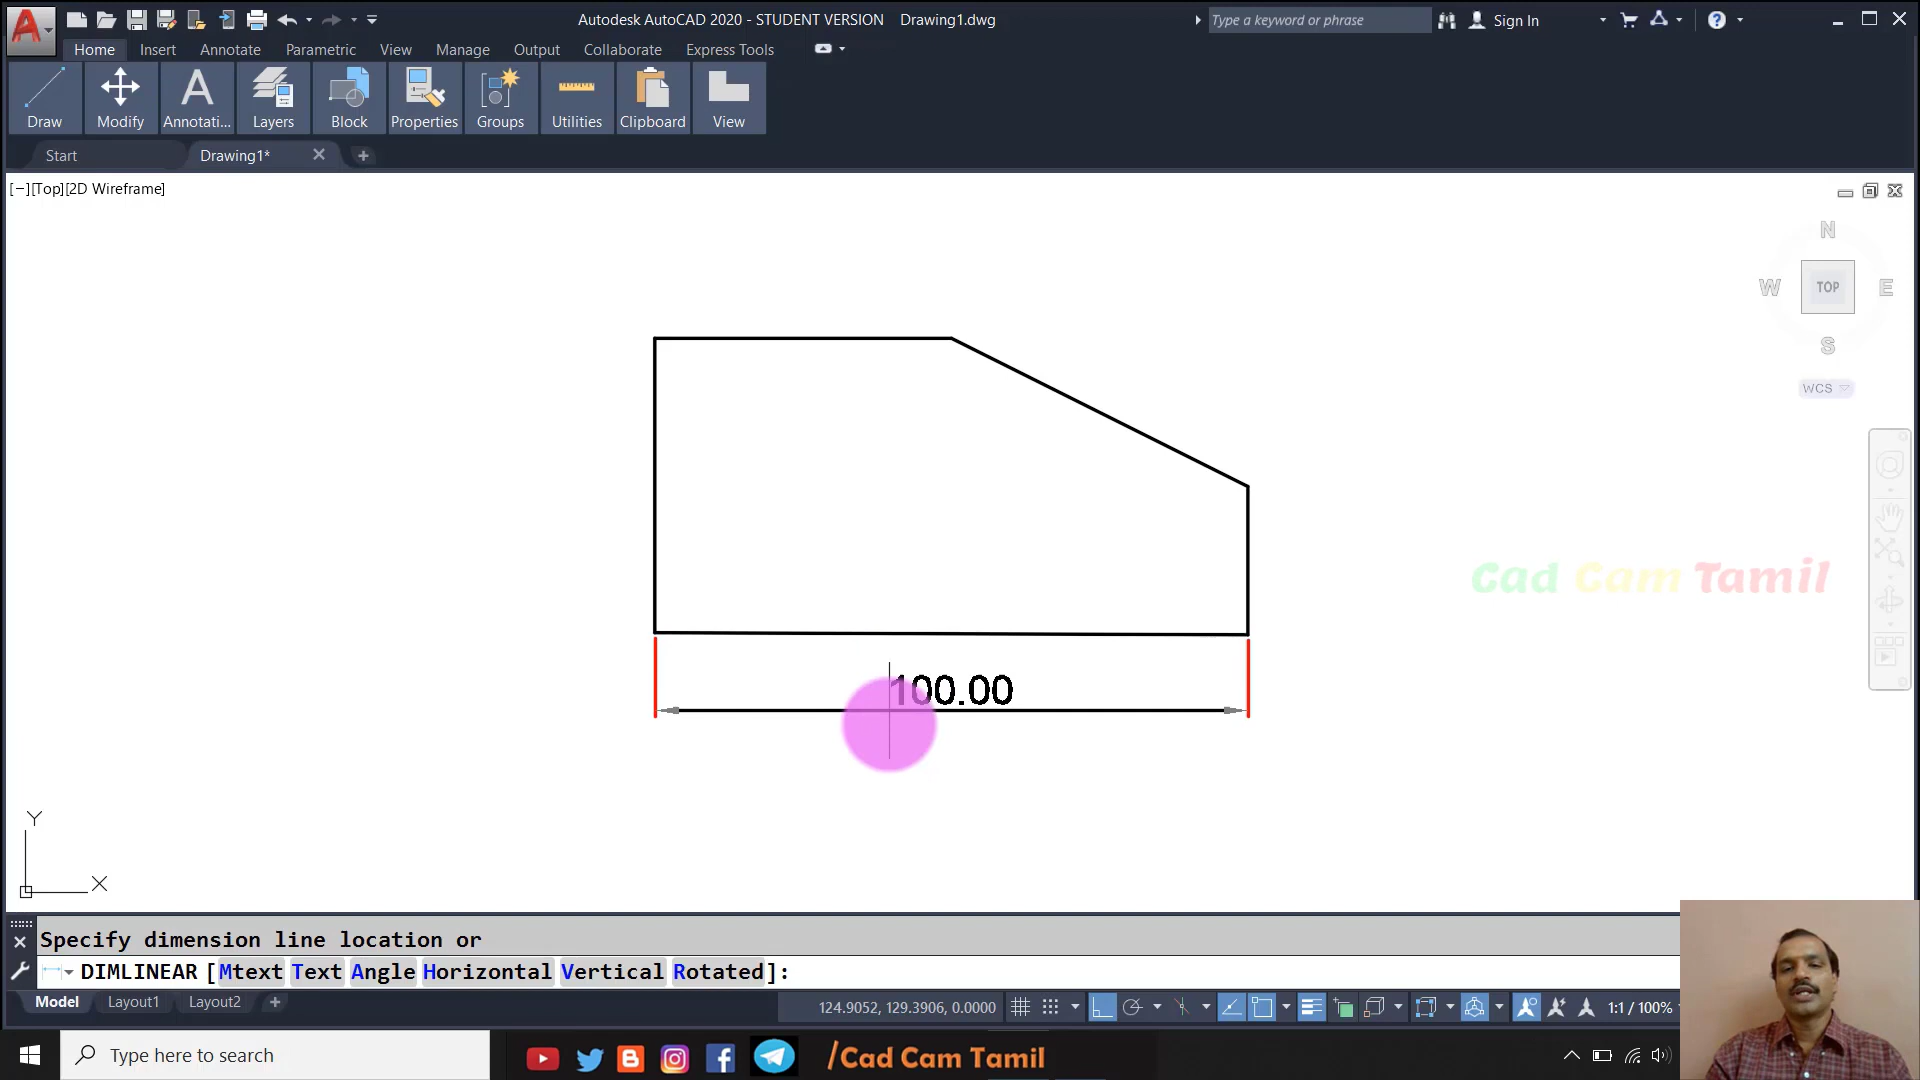 Autodesk AutoCAD 2020 - STUDENT VERSION Drawing1.dwg
Type a keyword or phrase
Sign In
Home Insert Annotate Parametric View Manage Output Collaborate Express Tools
Draw Modify Annotati... Layers Block Properties Groups Utilities Clipboard View
Start Drawing1*
[−][Top][2D Wireframe]
N
W TOP E
S
WCS
Cad Cam Tamil
100.00
Y
X
Specify dimension line location or
DIMLINEAR [Mtext Text Angle Horizontal Vertical Rotated]:
Model Layout1 Layout2
124.9052, 129.3906, 0.0000
1:1 / 100%
Type here to search
/Cad Cam Tamil